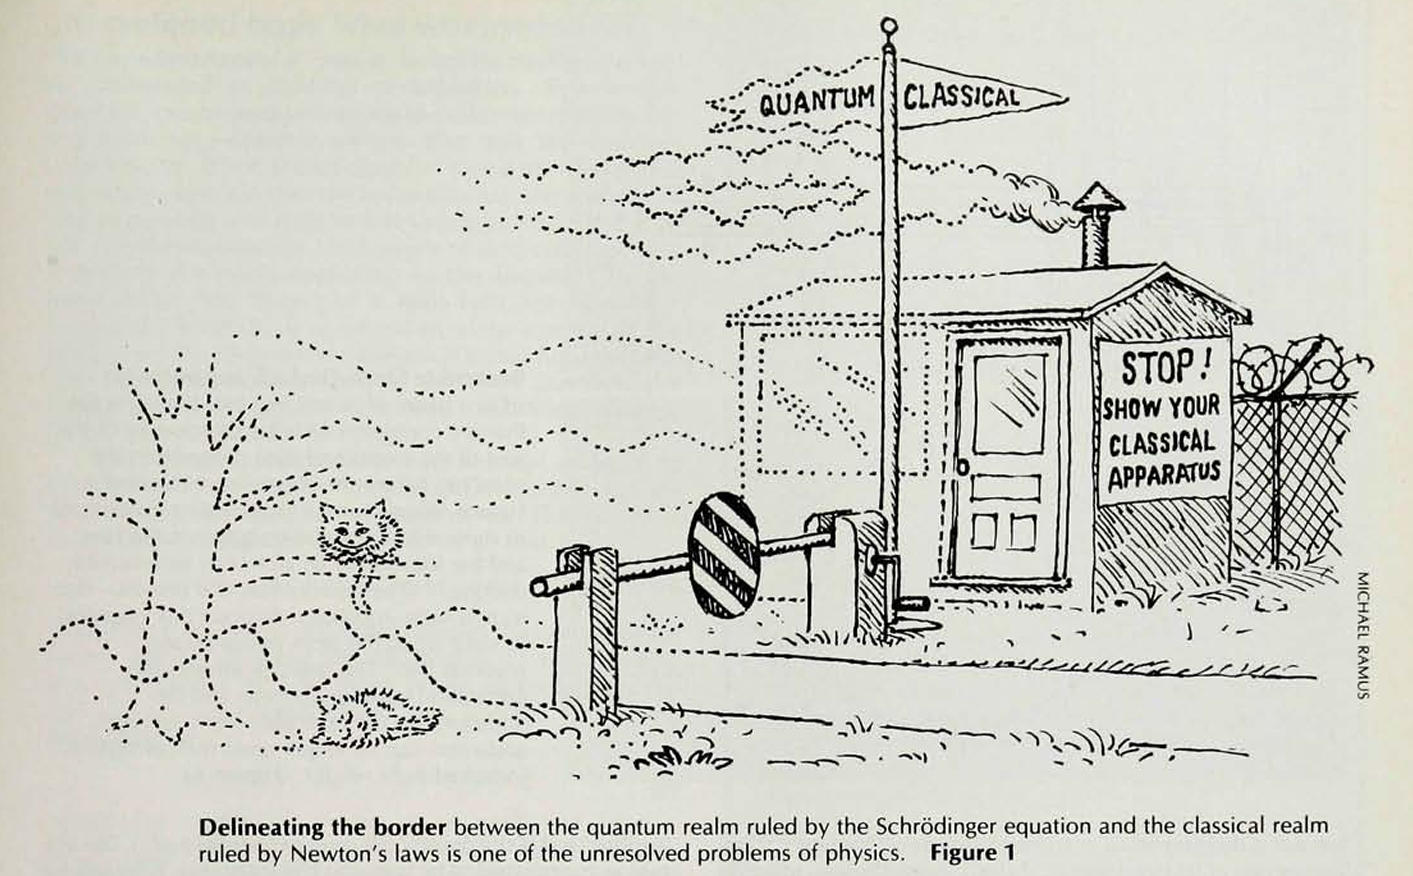 QUANTUM CLASSICAL
STOP!
SHOW YOUR
CLASSICAL
APPARATUS
MICHAEL RAMUS
Delineating the border between the quantum realm ruled by the Schrödinger equation and the classical realm
ruled by Newton's laws is one of the unresolved problems of physics. Figure 1